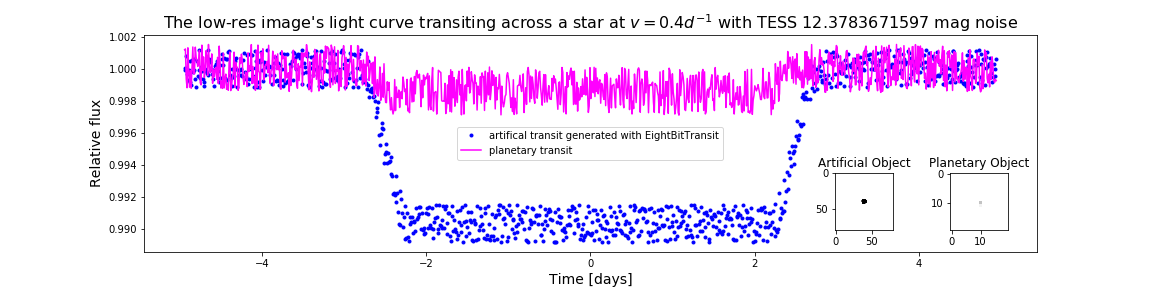 The low-res image's light curve transiting across a star at v = 0.4d⁻¹ with TESS 12.3783671597 mag noise
Relative flux
1.002
1.000
0.998
0.996
0.994
0.992
0.990
artifical transit generated with EightBitTransit
planetary transit
Artificial Object
0
50
0 50
Planetary Object
0
10
0 10
−4 −2 0 2 4
Time [days]